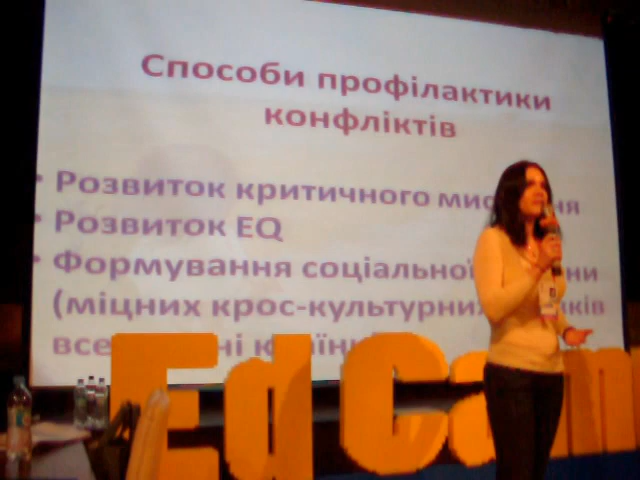 Способи профілактики
конфліктів
• Розвиток критичного
• Розвиток EQ
• Формування соціальної
(міцних крос-культурних
EdCam